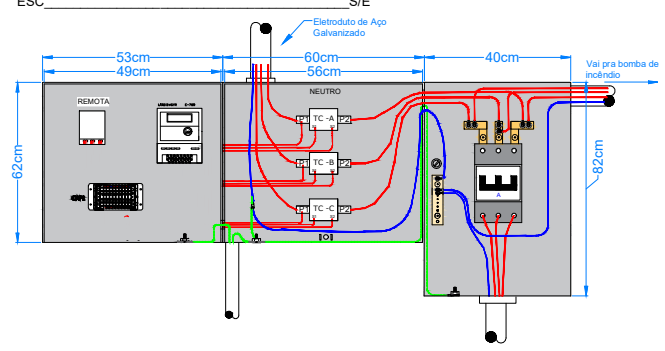 ESC S/E
Eletroduto de Aço
Galvanizado
53cm
60cm
40cm
49cm
56cm
Vai pra bomba de
incêndio
NEUTRO
REMOTA
P1 TC -A P2
P1 TC -B P2
P1 TC -C P2
62cm
82cm
A